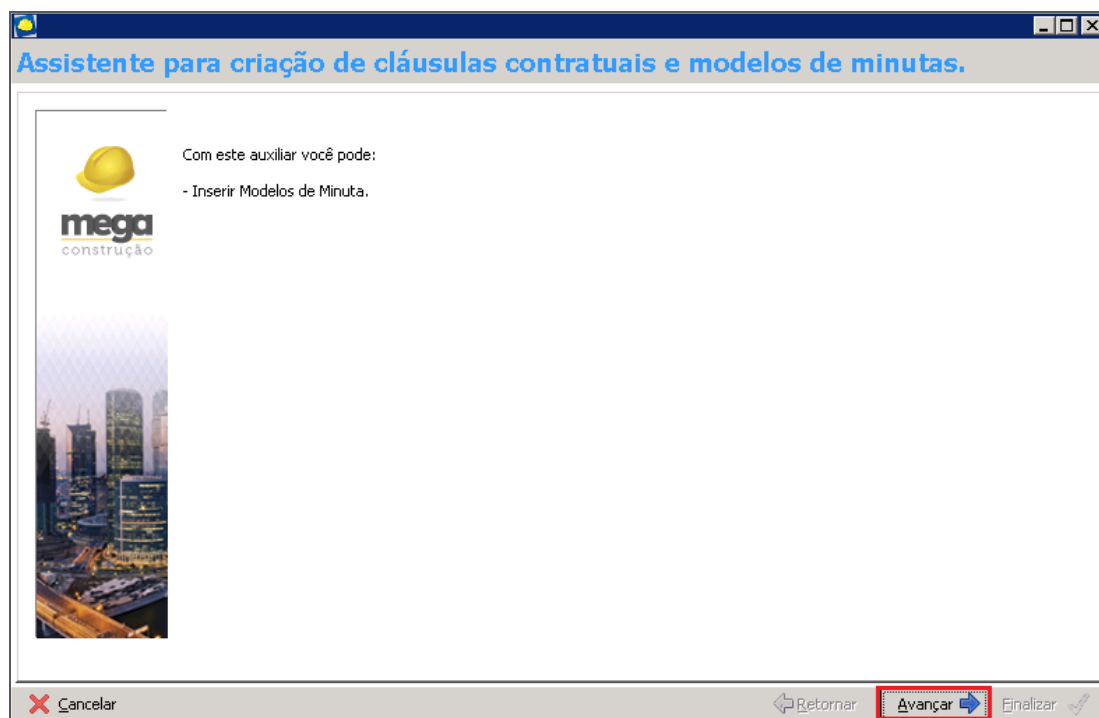 Assistente para criação de cláusulas contratuais e modelos de minutas.
Com este auxiliar você pode:
- Inserir Modelos de Minuta.
mega
construção
Cancelar
Retornar
Avançar
Finalizar